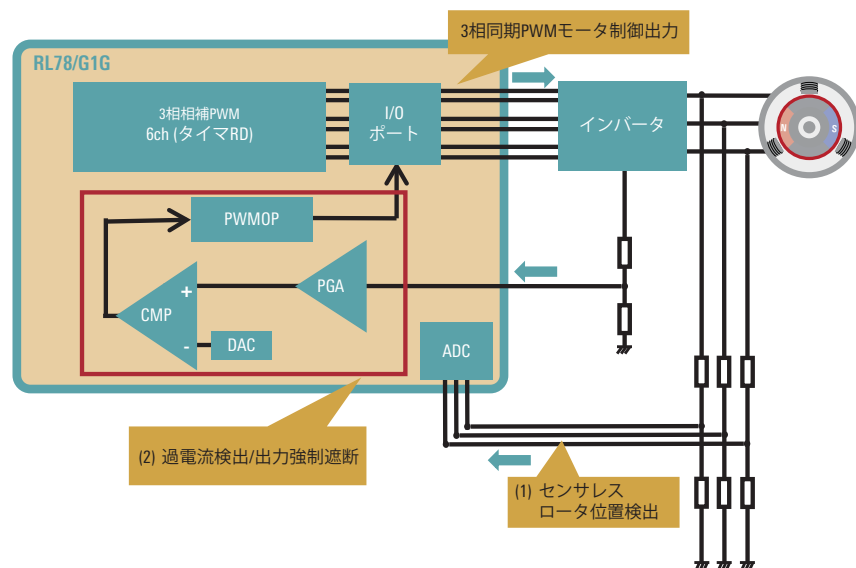 3相同期PWMモータ制御出力
RL78/G1G
3相相補PWM
6ch (タイマRD)
I/O
ポート
インバータ
N
S
PWMOP
PGA
+
CMP
-
DAC
ADC
(2) 過電流検出/出力強制遮断
(1) センサレス
ロータ位置検出